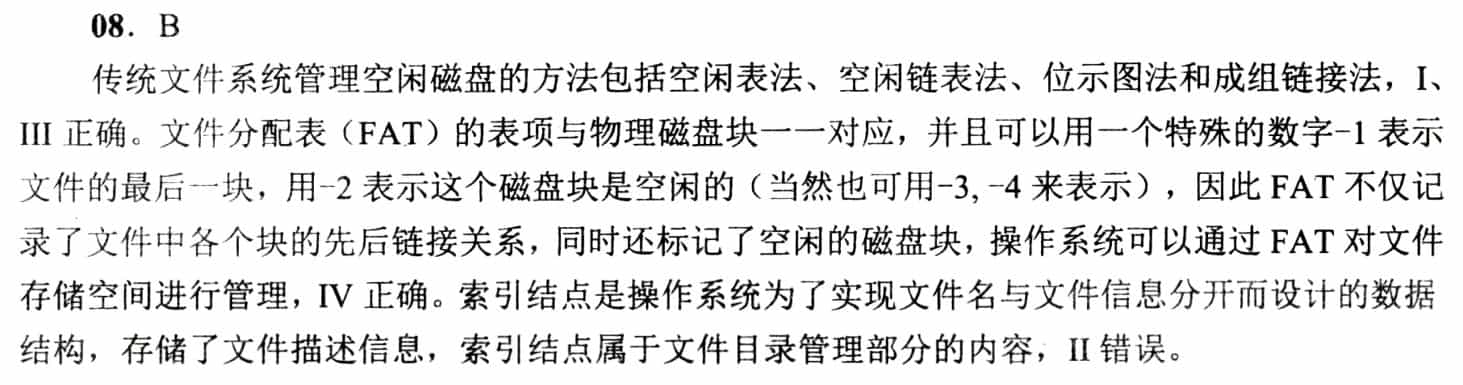 08. B
传统文件系统管理空闲磁盘的方法包括空闲表法、空闲链表法、位示图法和成组链接法，I、
III 正确。文件分配表（FAT）的表项与物理磁盘块一一对应，并且可以用一个特殊的数字-1 表示
文件的最后一块，用-2 表示这个磁盘块是空闲的（当然也可用-3, -4 来表示），因此 FAT 不仅记
录了文件中各个块的先后链接关系，同时还标记了空闲的磁盘块，操作系统可以通过 FAT 对文件
存储空间进行管理，IV 正确。索引结点是操作系统为了实现文件名与文件信息分开而设计的数据
结构，存储了文件描述信息，索引结点属于文件目录管理部分的内容，II 错误。